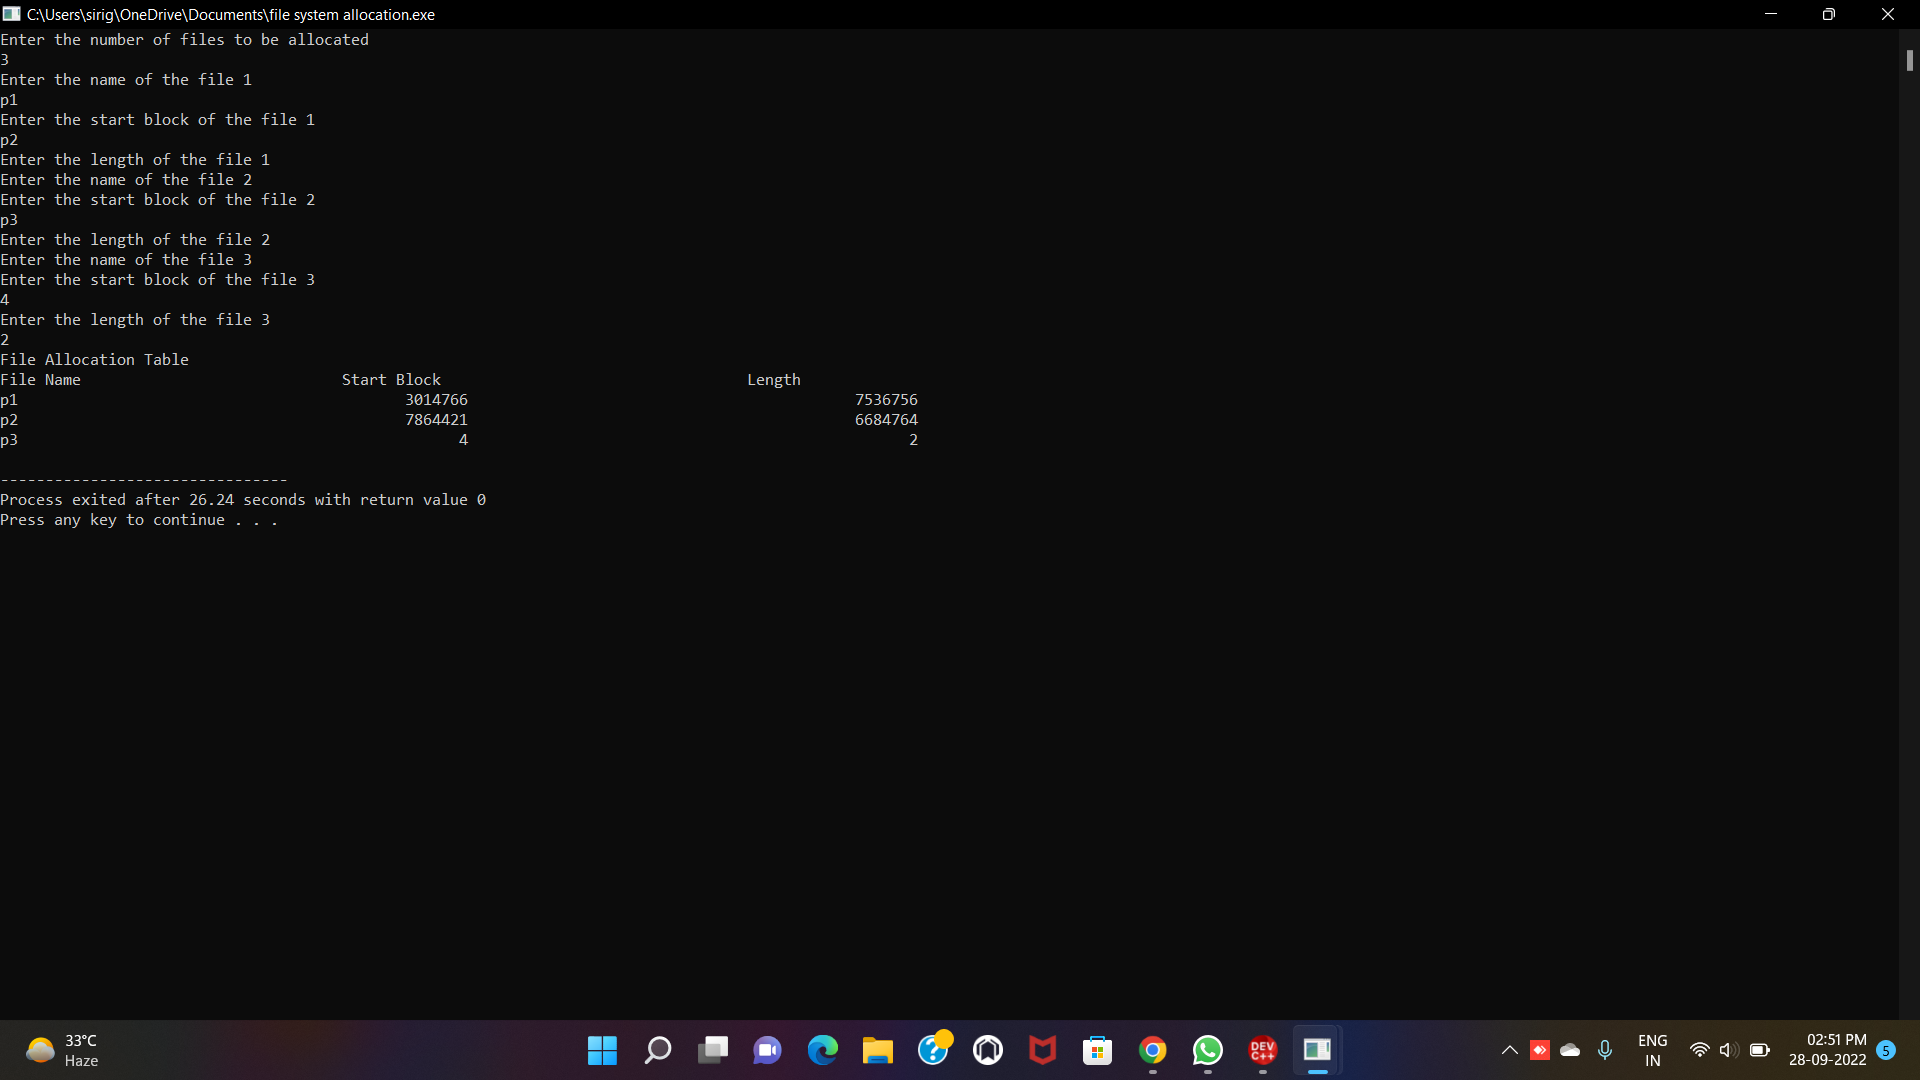 C:\Users\sirig\OneDrive\Documents\file system allocation.exe
Enter the number of files to be allocated
3
Enter the name of the file 1
p1
Enter the start block of the file 1
p2
Enter the length of the file 1
Enter the name of the file 2
Enter the start block of the file 2
p3
Enter the length of the file 2
Enter the name of the file 3
Enter the start block of the file 3
4
Enter the length of the file 3
2
File Allocation Table
File Name Start Block Length
p1 3014766 7536756
p2 7864421 6684764
p3 4 2
--------------------------------
Process exited after 26.24 seconds with return value 0
Press any key to continue . . .
33°C
Haze
DEV
C++
ENG
IN
02:51 PM
28-09-2022
5